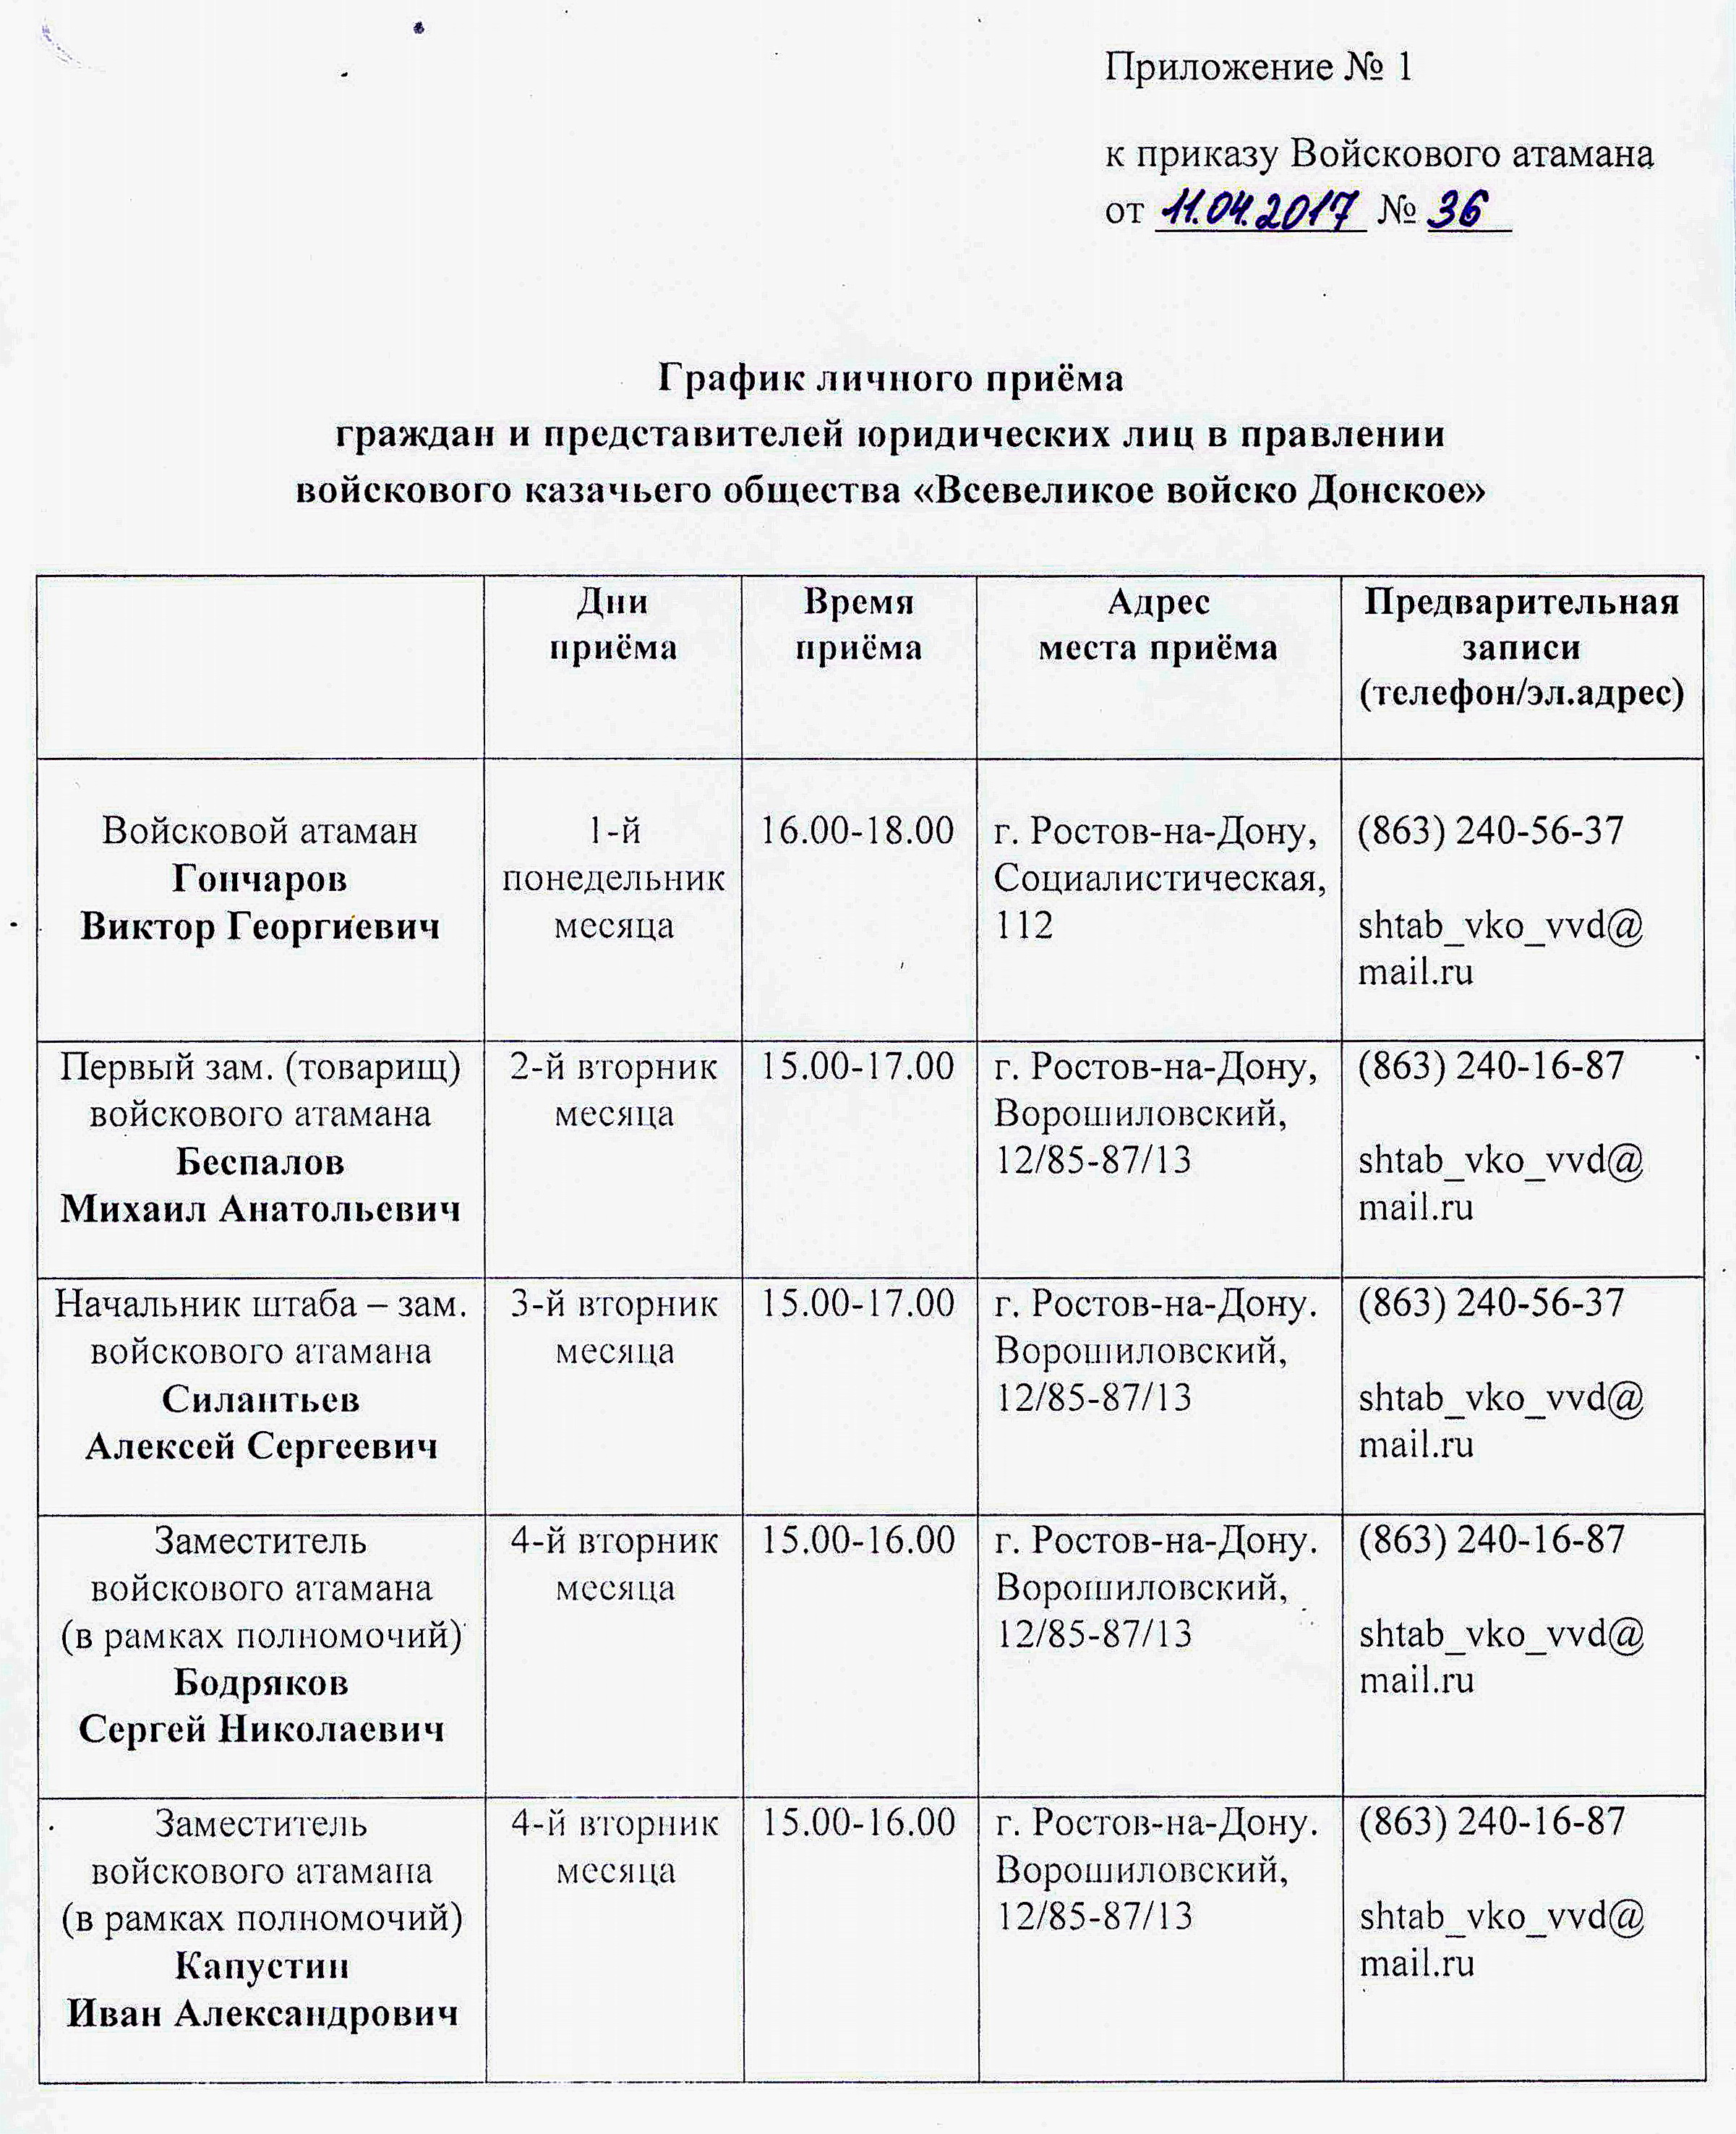 Приложение № 1
к приказу Войскового атамана
от 11.04.2017 № 36
График личного приёма
граждан и представителей юридических лиц в правлении
войскового казачьего общества «Всевеликое войско Донское»
Дни
приёма
Время
приёма
Адрес
места приёма
Предварительная
записи
(телефон/эл.адрес)
Войсковой атаман
Гончаров
Виктор Георгиевич
1-й
понедельник
месяца
16.00-18.00
г. Ростов-на-Дону,
Социалистическая,
112
(863) 240-56-37
shtab_vko_vvd@
mail.ru
Первый зам. (товарищ)
войскового атамана
Беспалов
Михаил Анатольевич
2-й вторник
месяца
15.00-17.00
г. Ростов-на-Дону,
Ворошиловский,
12/85-87/13
(863) 240-16-87
shtab_vko_vvd@
mail.ru
Начальник штаба – зам.
войскового атамана
Силантьев
Алексей Сергеевич
3-й вторник
месяца
15.00-17.00
г. Ростов-на-Дону.
Ворошиловский,
12/85-87/13
(863) 240-56-37
shtab_vko_vvd@
mail.ru
Заместитель
войскового атамана
(в рамках полномочий)
Бодряков
Сергей Николаевич
4-й вторник
месяца
15.00-16.00
г. Ростов-на-Дону.
Ворошиловский,
12/85-87/13
(863) 240-16-87
shtab_vko_vvd@
mail.ru
Заместитель
войскового атамана
(в рамках полномочий)
Капустин
Иван Александрович
4-й вторник
месяца
15.00-16.00
г. Ростов-на-Дону.
Ворошиловский,
12/85-87/13
(863) 240-16-87
shtab_vko_vvd@
mail.ru